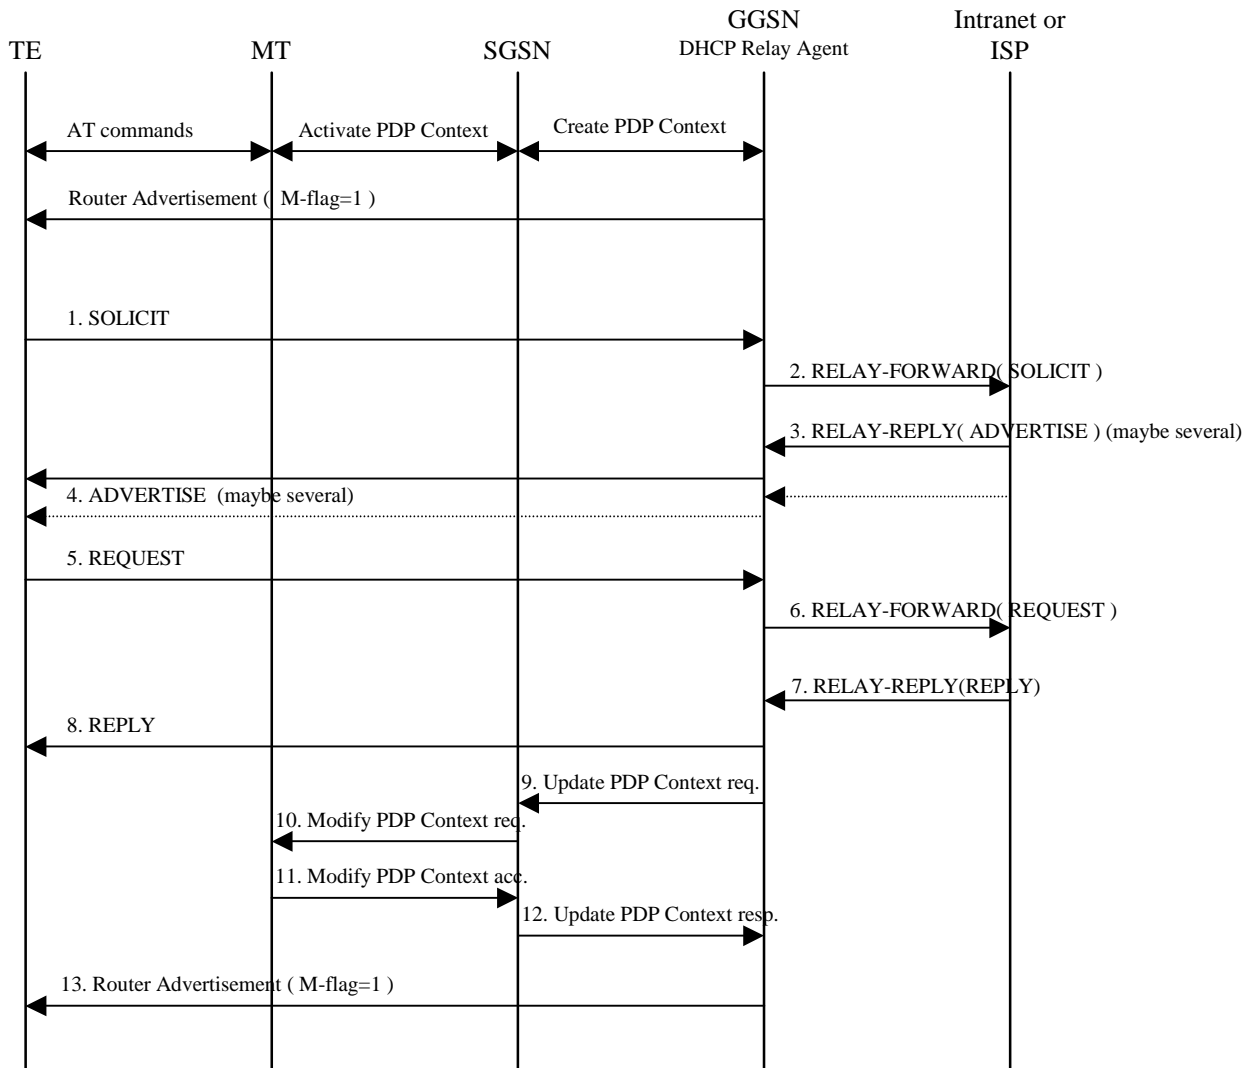 GGSN
Intranet or
TE
MT
SGSN
DHCP Relay Agent
ISP
AT commands
Activate PDP Context
Create PDP Context
Router Advertisement ( M-flag=1 )
1. SOLICIT
2. RELAY-FORWARD( SOLICIT )
3. RELAY-REPLY( ADVERTISE ) (maybe several)
4. ADVERTISE (maybe several)
5. REQUEST
6. RELAY-FORWARD( REQUEST )
7. RELAY-REPLY(REPLY)
8. REPLY
9. Update PDP Context req.
10. Modify PDP Context req.
11. Modify PDP Context acc.
12. Update PDP Context resp.
13. Router Advertisement ( M-flag=1 )